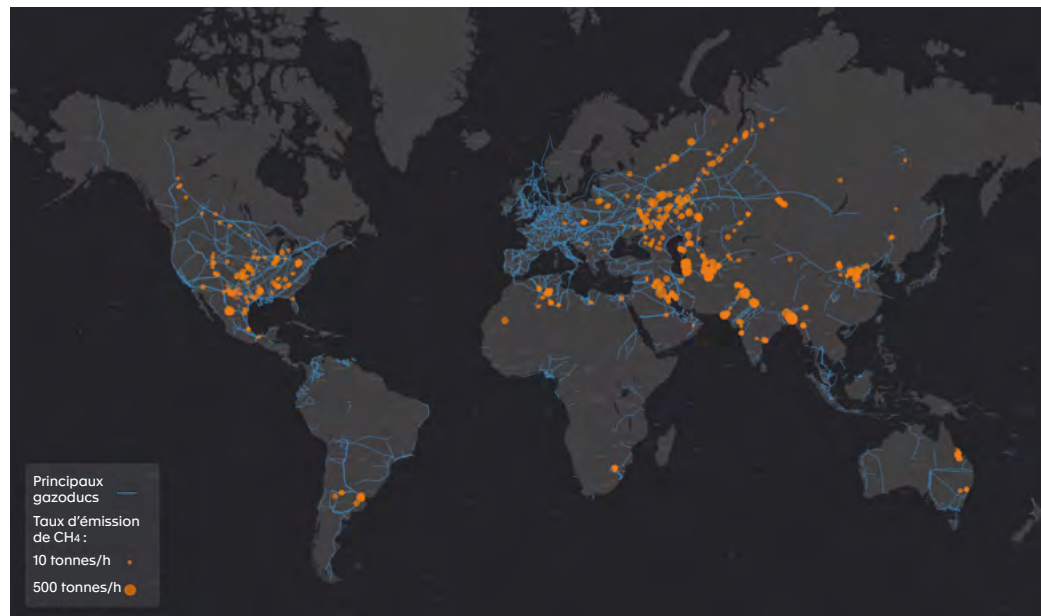 Principaux
gazoducs
Taux d'émission
de CH4 :
10 tonnes/h
500 tonnes/h